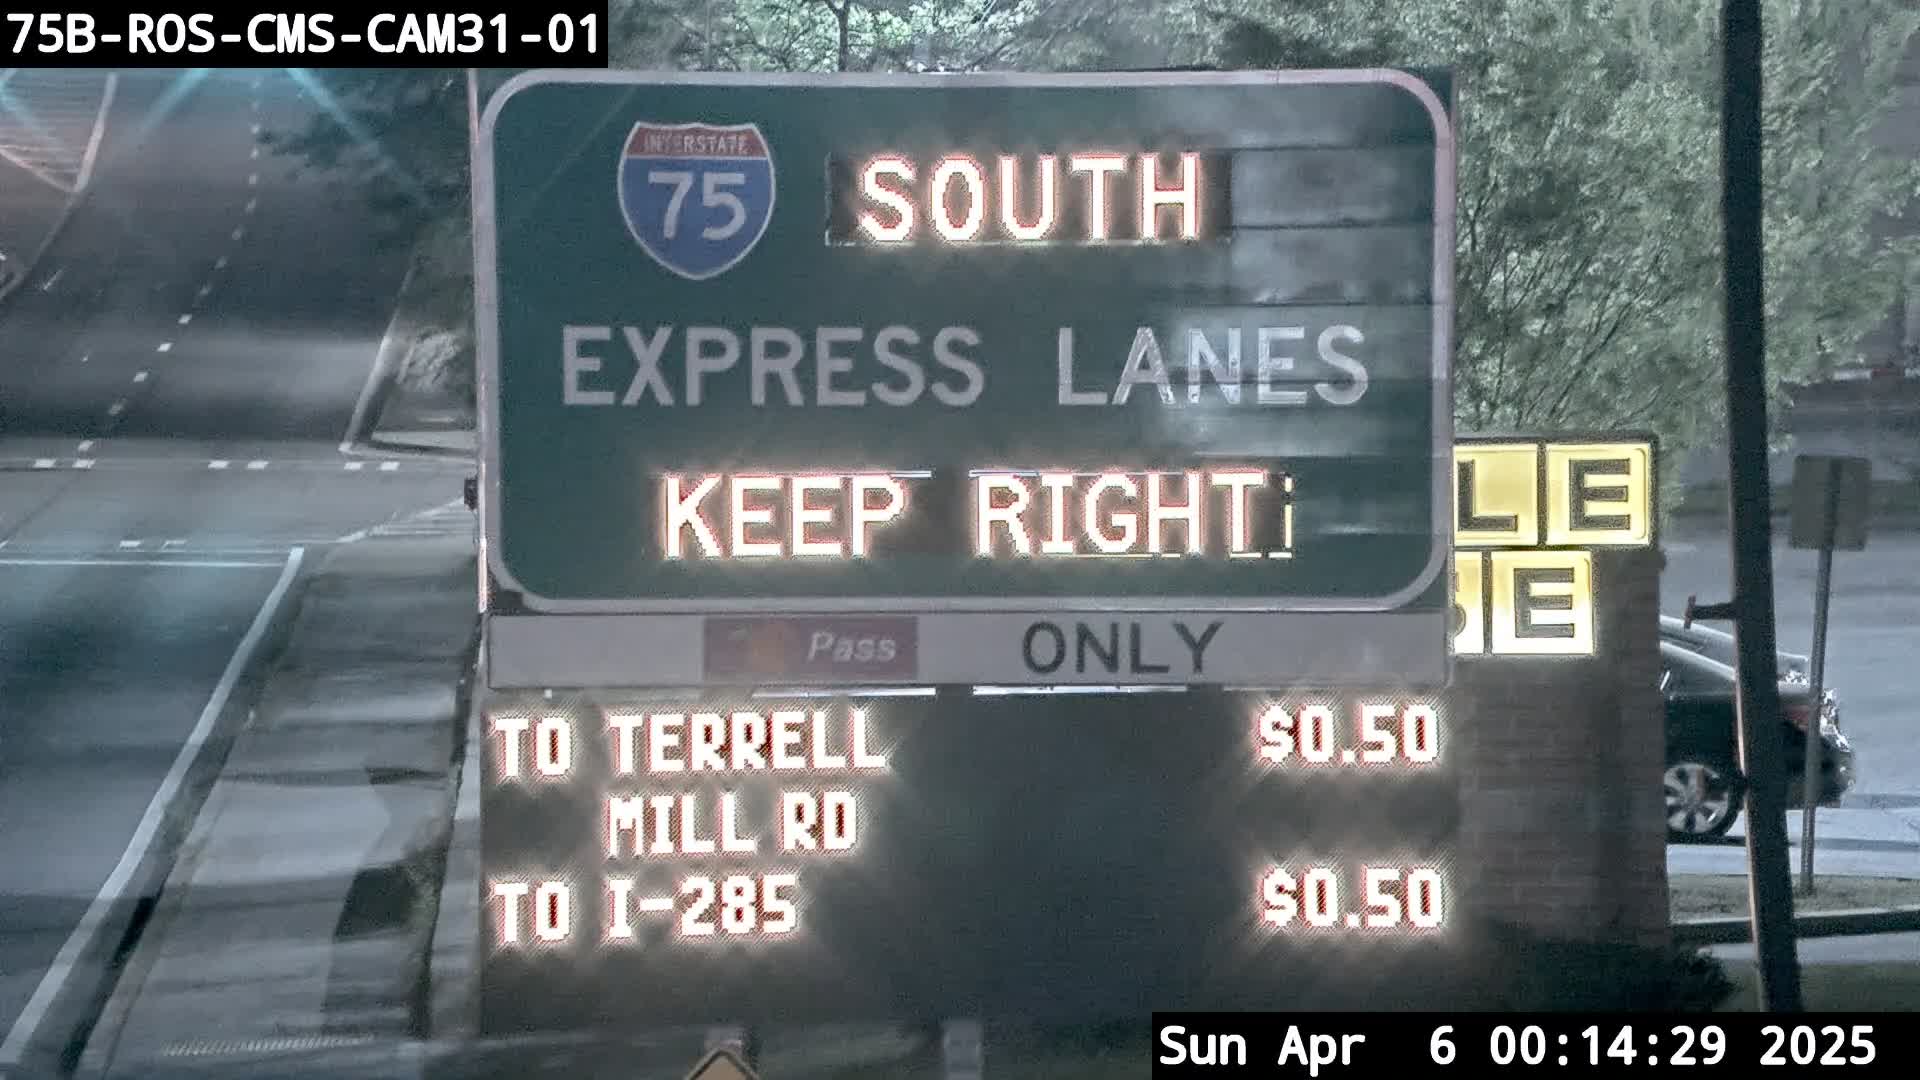 75B-ROS-CMS-CAM31-01
INTERSTATE
75
SOUTH
EXPRESS LANES
KEEP RIGHT
LE
E
Pass ONLY
TO TERRELL $0.50
MILL RD
TO I-285 $0.50
Sun Apr 6 00:14:29 2025